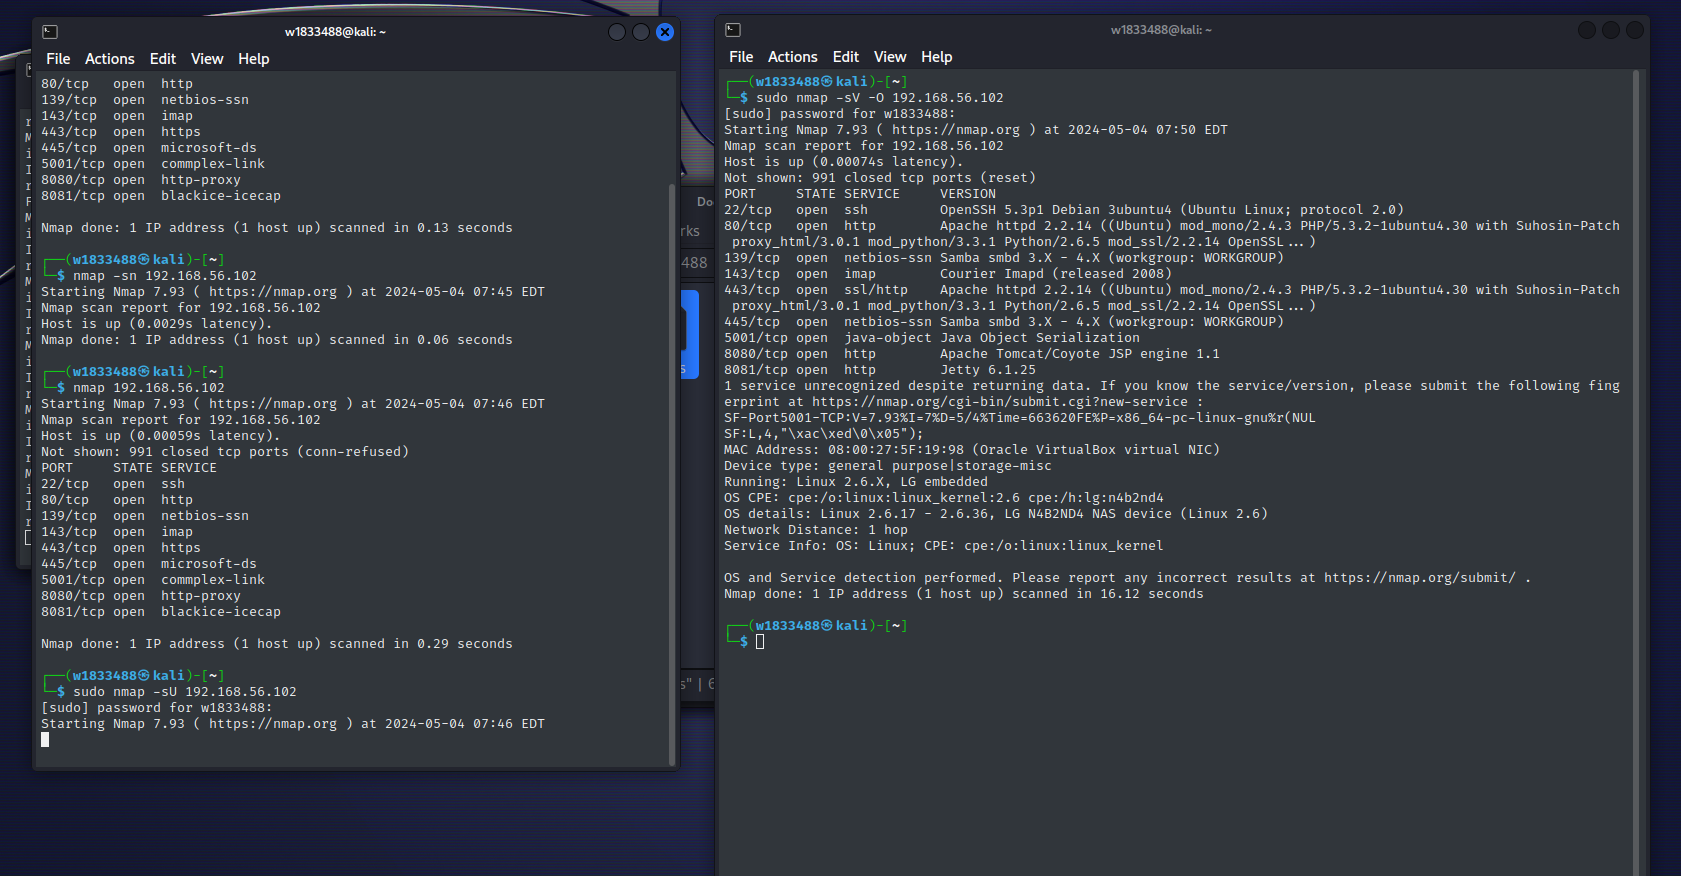 w1833488@kali: ~
File Actions Edit View Help
80/tcp open http
139/tcp open netbios-ssn
143/tcp open imap
443/tcp open https
445/tcp open microsoft-ds
5001/tcp open commplex-link
8080/tcp open http-proxy
8081/tcp open blackice-icecap
Nmap done: 1 IP address (1 host up) scanned in 0.13 seconds
┌──(w1833488㉿kali)-[~]
└─$ nmap -sn 192.168.56.102
Starting Nmap 7.93 ( https://nmap.org ) at 2024-05-04 07:45 EDT
Nmap scan report for 192.168.56.102
Host is up (0.0029s latency).
Nmap done: 1 IP address (1 host up) scanned in 0.06 seconds
┌──(w1833488㉿kali)-[~]
└─$ nmap 192.168.56.102
Starting Nmap 7.93 ( https://nmap.org ) at 2024-05-04 07:46 EDT
Nmap scan report for 192.168.56.102
Host is up (0.00059s latency).
Not shown: 991 closed tcp ports (conn-refused)
PORT STATE SERVICE
22/tcp open ssh
80/tcp open http
139/tcp open netbios-ssn
143/tcp open imap
443/tcp open https
445/tcp open microsoft-ds
5001/tcp open commplex-link
8080/tcp open http-proxy
8081/tcp open blackice-icecap
Nmap done: 1 IP address (1 host up) scanned in 0.29 seconds
┌──(w1833488㉿kali)-[~]
└─$ sudo nmap -sU 192.168.56.102
[sudo] password for w1833488:
Starting Nmap 7.93 ( https://nmap.org ) at 2024-05-04 07:46 EDT
Do
rks
488
s
s" | 6
w1833488@kali: ~
File Actions Edit View Help
┌──(w1833488㉿kali)-[~]
└─$ sudo nmap -sV -O 192.168.56.102
[sudo] password for w1833488:
Starting Nmap 7.93 ( https://nmap.org ) at 2024-05-04 07:50 EDT
Nmap scan report for 192.168.56.102
Host is up (0.00074s latency).
Not shown: 991 closed tcp ports (reset)
PORT STATE SERVICE VERSION
22/tcp open ssh OpenSSH 5.3p1 Debian 3ubuntu4 (Ubuntu Linux; protocol 2.0)
80/tcp open http Apache httpd 2.2.14 ((Ubuntu) mod_mono/2.4.3 PHP/5.3.2-1ubuntu4.30 with Suhosin-Patch
proxy_html/3.0.1 mod_python/3.3.1 Python/2.6.5 mod_ssl/2.2.14 OpenSSL...)
139/tcp open netbios-ssn Samba smbd 3.X - 4.X (workgroup: WORKGROUP)
143/tcp open imap Courier Imapd (released 2008)
443/tcp open ssl/http Apache httpd 2.2.14 ((Ubuntu) mod_mono/2.4.3 PHP/5.3.2-1ubuntu4.30 with Suhosin-Patch
proxy_html/3.0.1 mod_python/3.3.1 Python/2.6.5 mod_ssl/2.2.14 OpenSSL...)
445/tcp open netbios-ssn Samba smbd 3.X - 4.X (workgroup: WORKGROUP)
5001/tcp open java-object Java Object Serialization
8080/tcp open http Apache Tomcat/Coyote JSP engine 1.1
8081/tcp open http Jetty 6.1.25
1 service unrecognized despite returning data. If you know the service/version, please submit the following fing
erprint at https://nmap.org/cgi-bin/submit.cgi?new-service :
SF-Port5001-TCP:V=7.93%I=7%D=5/4%Time=663620FE%P=x86_64-pc-linux-gnu%r(NUL
SF:L,4,"\xac\xed\0\x05");
MAC Address: 08:00:27:5F:19:98 (Oracle VirtualBox virtual NIC)
Device type: general purpose|storage-misc
Running: Linux 2.6.X, LG embedded
OS CPE: cpe:/o:linux:linux_kernel:2.6 cpe:/h:lg:n4b2nd4
OS details: Linux 2.6.17 - 2.6.36, LG N4B2ND4 NAS device (Linux 2.6)
Network Distance: 1 hop
Service Info: OS: Linux; CPE: cpe:/o:linux:linux_kernel
OS and Service detection performed. Please report any incorrect results at https://nmap.org/submit/ .
Nmap done: 1 IP address (1 host up) scanned in 16.12 seconds
┌──(w1833488㉿kali)-[~]
└─$